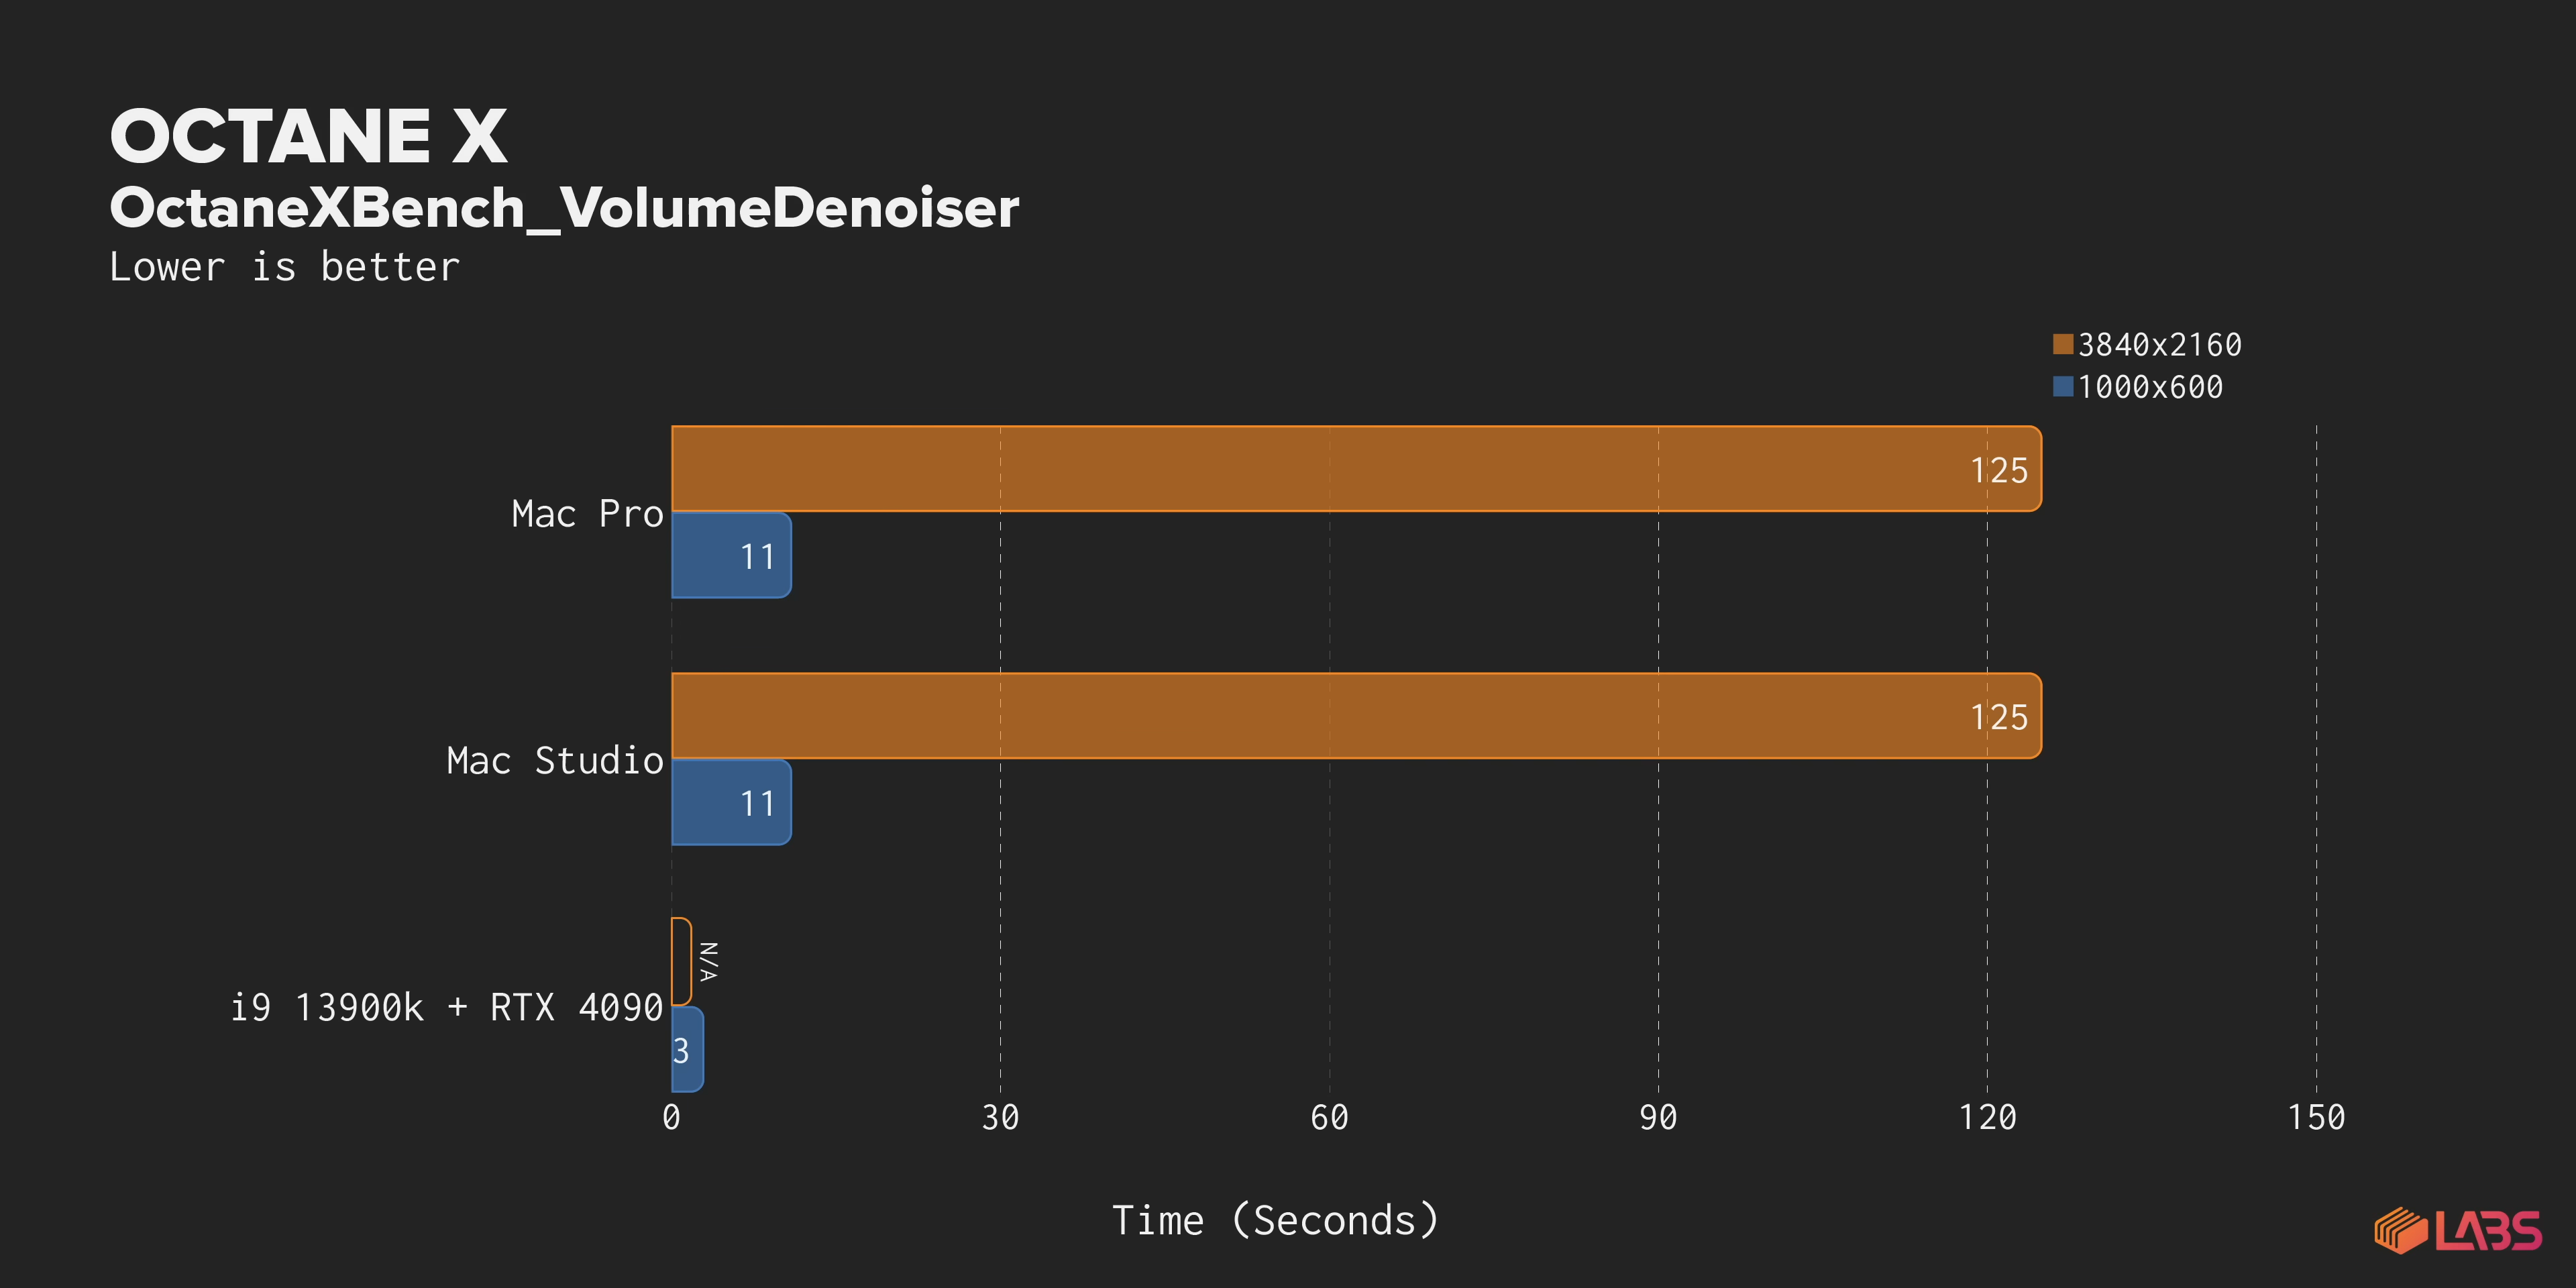 OCTANE X
OctaneXBench_VolumeDenoiser
Lower is better
3840x2160
1000x600
Mac Pro
125
11
Mac Studio
125
11
i9 13900k + RTX 4090
N/A
3
0 30 60 90 120 150
Time (Seconds)
LABS